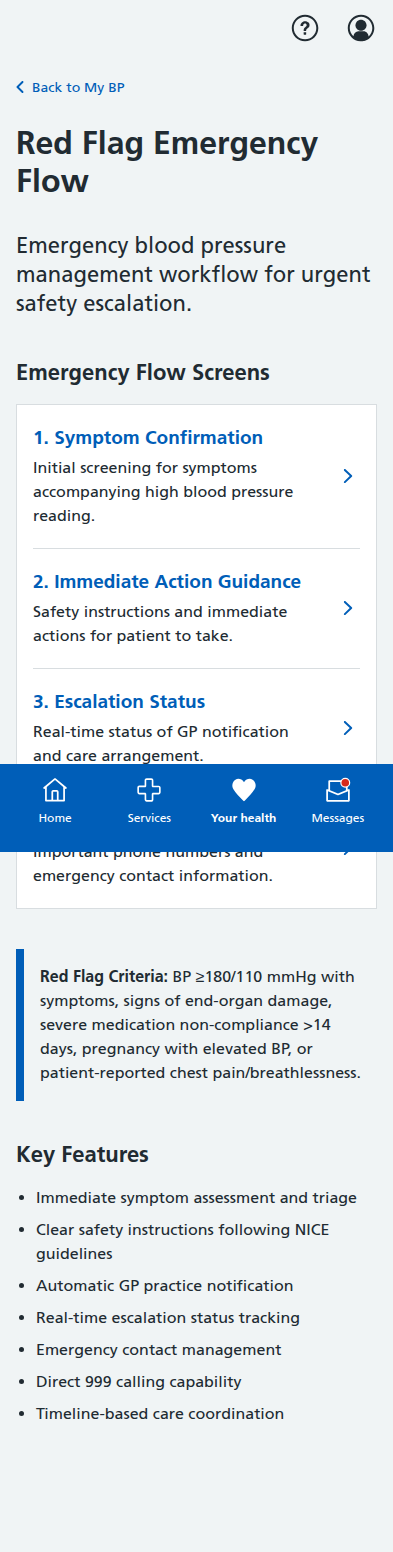 Back to My BP
Red Flag Emergency
Flow
Emergency blood pressure
management workflow for urgent
safety escalation.
Emergency Flow Screens
1. Symptom Confirmation
Initial screening for symptoms
accompanying high blood pressure
reading.
2. Immediate Action Guidance
Safety instructions and immediate
actions for patient to take.
3. Escalation Status
Real-time status of GP notification
and care arrangement.
Home
Services
Your health
Messages
Important phone numbers and
emergency contact information.
Red Flag Criteria: BP ≥180/110 mmHg with
symptoms, signs of end-organ damage,
severe medication non-compliance >14
days, pregnancy with elevated BP, or
patient-reported chest pain/breathlessness.
Key Features
• Immediate symptom assessment and triage
• Clear safety instructions following NICE
guidelines
• Automatic GP practice notification
• Real-time escalation status tracking
• Emergency contact management
• Direct 999 calling capability
• Timeline-based care coordination